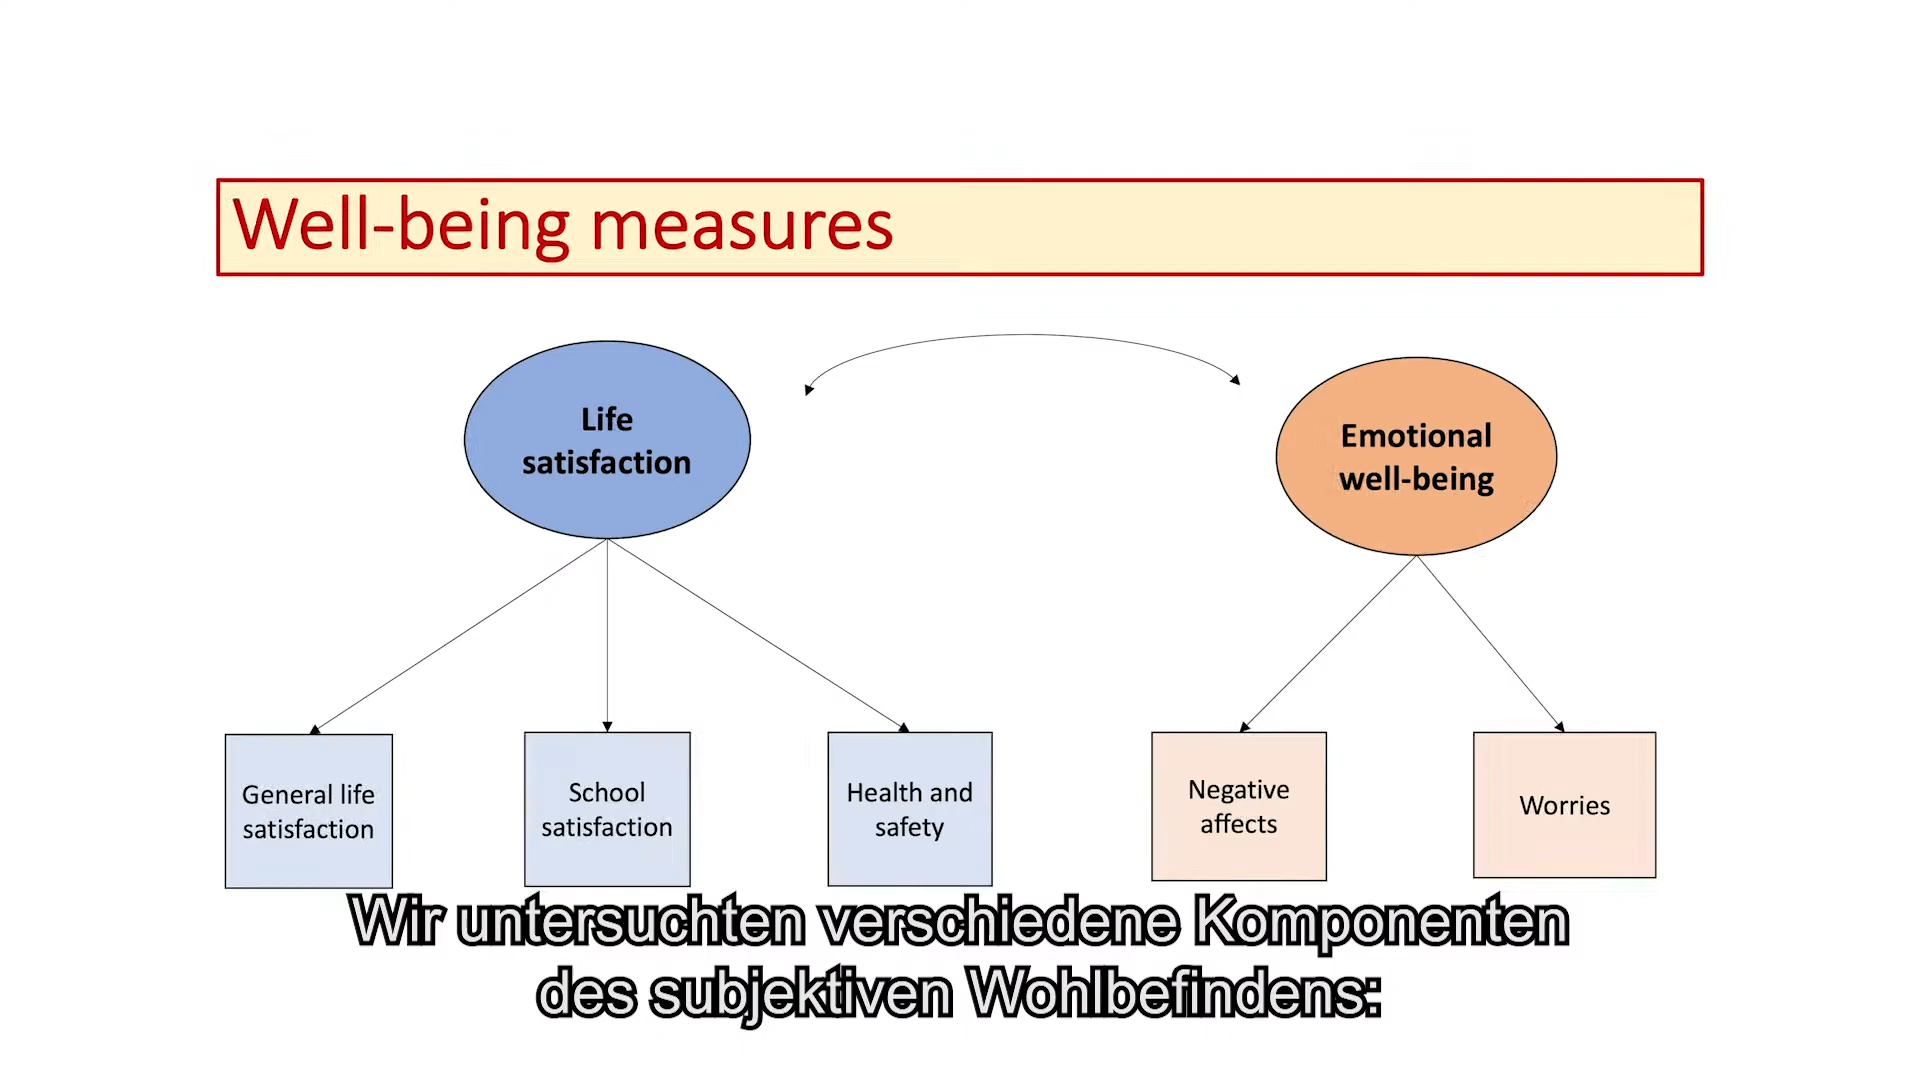 Well-being measures
Life
satisfaction
Emotional
well-being
General life
satisfaction
School
satisfaction
Health and
safety
Negative
affects
Worries
Wir untersuchten verschiedene Komponenten
des subjektiven Wohlbefindens: